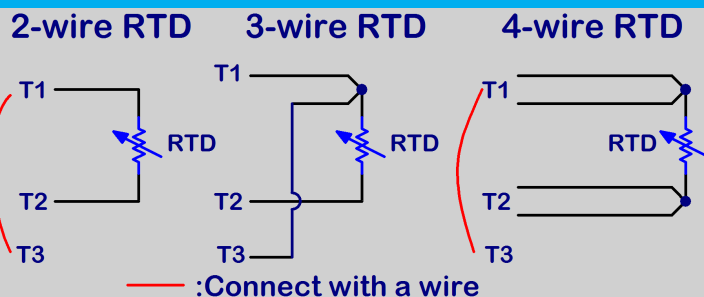 2-wire RTD
T1
RTD
T2
T3
3-wire RTD
T1
RTD
T2
T3
4-wire RTD
T1
RTD
T2
T3
:Connect with a wire